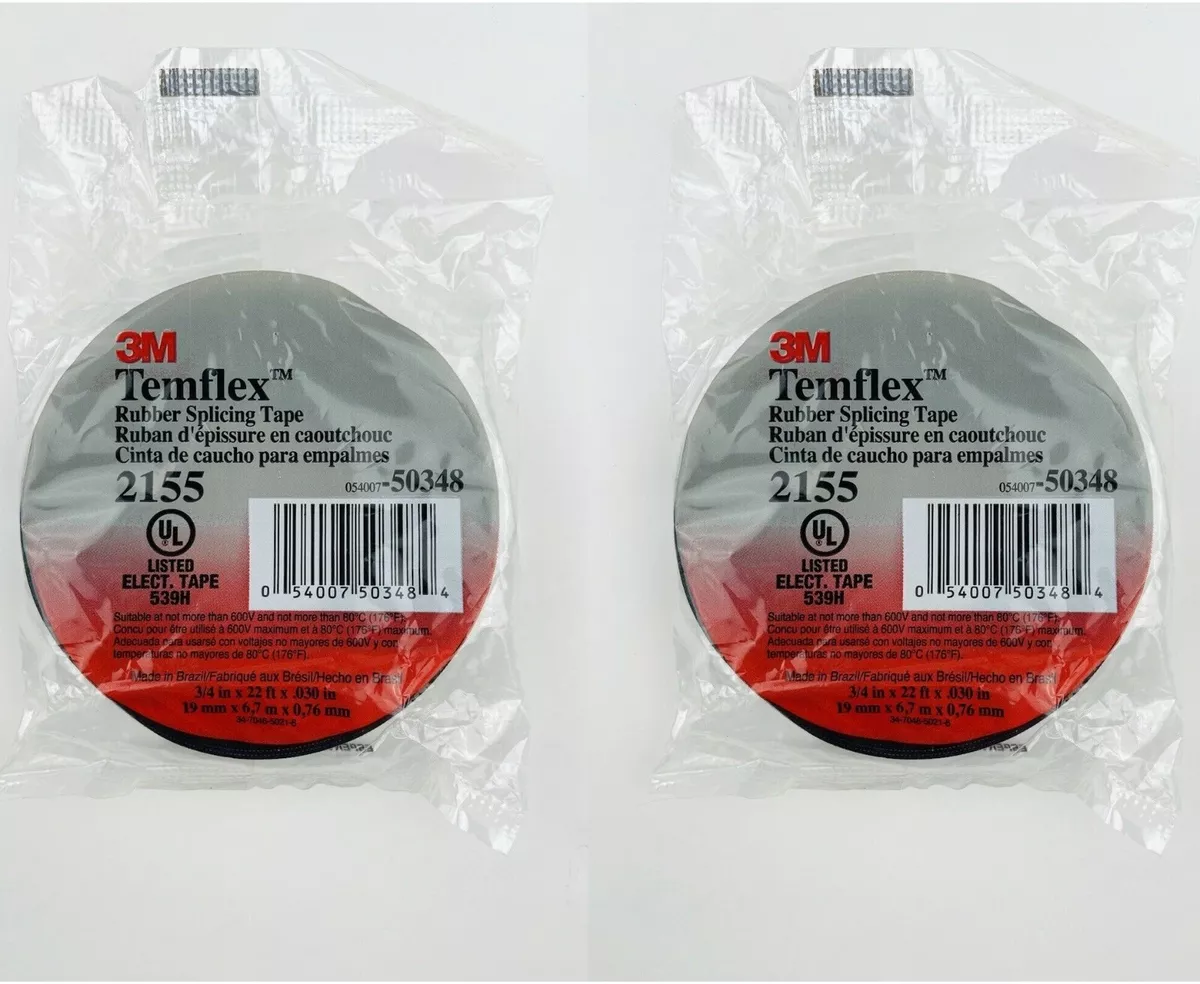 3M
Temflex™
Rubber Splicing Tape
Ruban d'épissure en caoutchouc
Cinta de caucho para empalmes
2155
054007-50348
UL
®
LISTED
ELECT. TAPE
539H
0 54007 50348 4
Suitable at not more than 600V and not more than 80°C (176°F)
Concu pour être utilisé à 600V maximum et à 80°C (176°F) maximum.
Adecuada para usarsé con voltajes no mayores de 600V y con
temperaturas no mayores de 80°C (176°F).
Made in Brazil/Fabriqué aux Brésil/Hecho en Brasil
3/4 in x 22 ft x .030 in
19 mm x 6,7 m x 0,76 mm
34-7046-5021-6
3M
Temflex™
Rubber Splicing Tape
Ruban d'épissure en caoutchouc
Cinta de caucho para empalmes
2155
054007-50348
UL
®
LISTED
ELECT. TAPE
539H
0 54007 50348 4
Suitable at not more than 600V and not more than 80°C (176°F)
Concu pour être utilisé à 600V maximum et à 80°C (176°F) maximum.
Adecuada para usarsé con voltajes no mayores de 600V y con
temperaturas no mayores de 80°C (176°F).
Made in Brazil/Fabriqué aux Brésil/Hecho en Brasil
3/4 in x 22 ft x .030 in
19 mm x 6,7 m x 0,76 mm
34-7046-5021-6